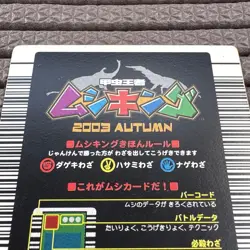 甲虫王者
ムシキング
2003 AUTUMN
■ムシキングきほんルール■
じゃんけんで勝った方が わざを出してこうげきできます
ダゲキわざ ハサミわざ ナゲわざ
■これがムシカードだ!■
バーコード
ムシのデータが きろくされている
バトルデータ
たいりょく、こうげきりょく、テクニック
必殺わざ